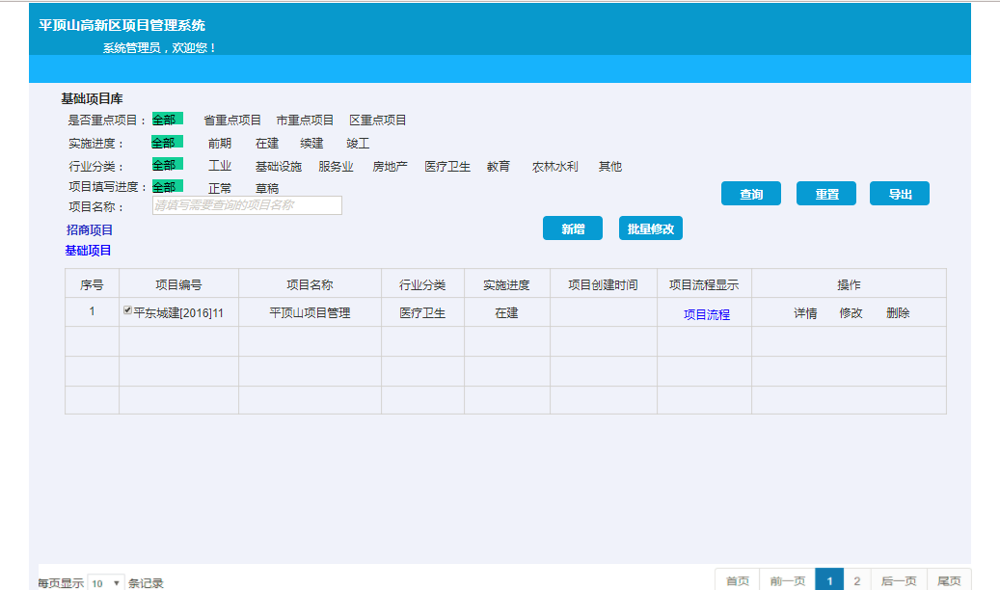 平顶山高新区项目管理系统
系统管理员，欢迎您！
基础项目库
是否重点项目： 全部 省重点项目 市重点项目 区重点项目
实施进度： 全部 前期 在建 续建 竣工
行业分类： 全部 工业 基础设施 服务业 房地产 医疗卫生 教育 农林水利 其他
项目填写进度： 全部 正常 草稿
项目名称： 请填写需要查询的项目名称
查询 重置 导出
招商项目
新增 批量修改
基础项目
序号 项目编号 项目名称 行业分类 实施进度 项目创建时间 项目流程显示 操作
1 平东城建[2016]11 平顶山项目管理 医疗卫生 在建 项目流程 详情 修改 删除
每页显示 10 条记录 首页 前一页 1 2 后一页 尾页